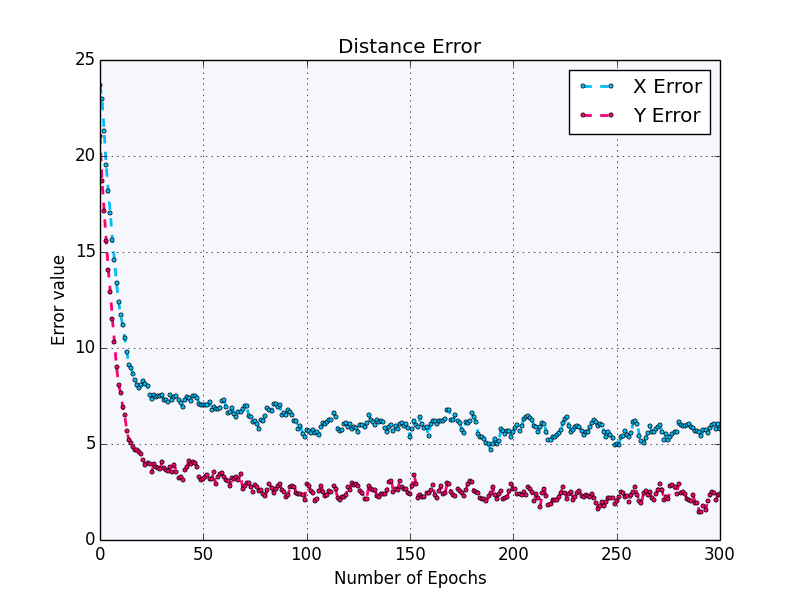 Distance Error
X Error
Y Error
Error value
25
20
15
10
5
0
0 50 100 150 200 250 300
Number of Epochs